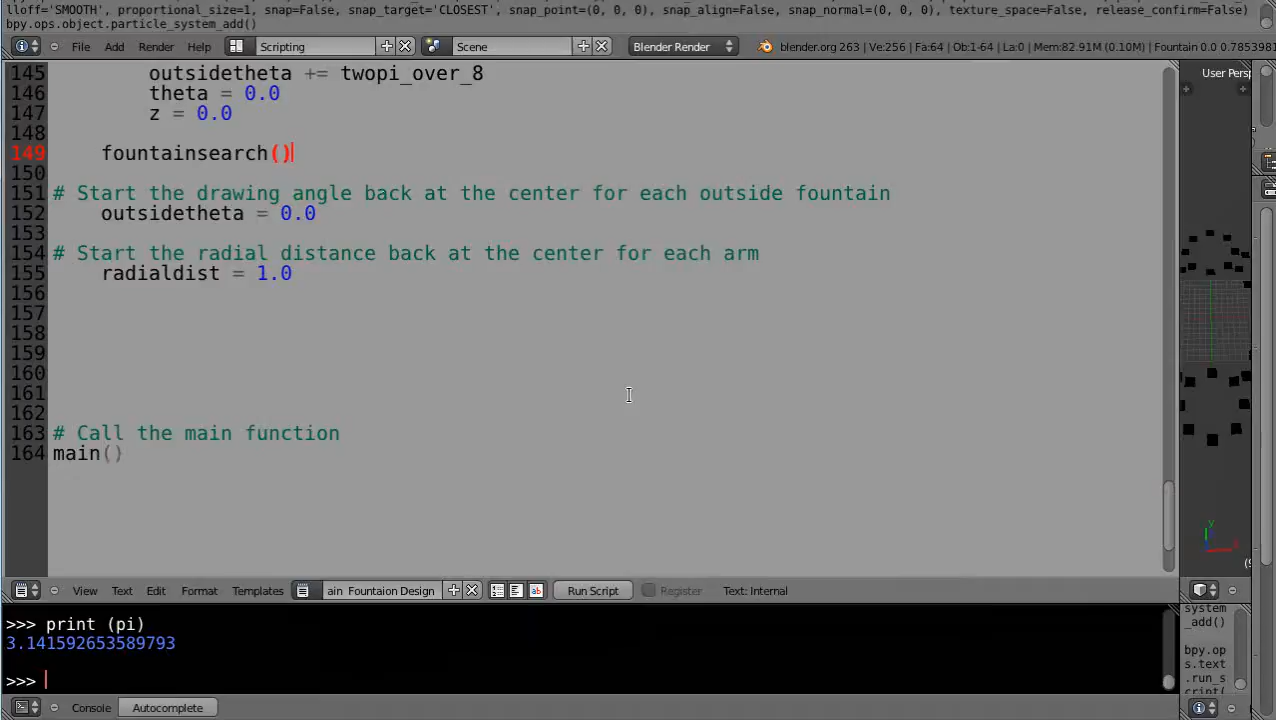 lloff='SMOOTH', proportional_size=1, snap=False, snap_target='CLOSEST', snap_point=(0, 0, 0), snap_align=False, snap_normal=(0, 0, 0), texture_space=False, release_confirm=False)
bpy.ops.object.particle_system_add()
File Add Render Help Scripting Scene Blender Render blender.org 263 | Ve:256 | Fa:64 | Ob:1-64 | La:0 | Mem:82.91M (0.10M) | Fountain 0.0 0.7853981
145 outsidetheta += twopi_over_8
146 theta = 0.0
147 z = 0.0
148
149 fountainsearch()
150
151 # Start the drawing angle back at the center for each outside fountain
152 outsidetheta = 0.0
153
154 # Start the radial distance back at the center for each arm
155 radialdist = 1.0
156
157
158
159
160
161
162
163 # Call the main function
164 main()
User Persp
y
View Text Edit Format Templates ain Fountaion Design Run Script Register Text: Internal
>>> print (pi)
3.141592653589793
>>>
Console Autocomplete
system
_add()
bpy.op
s.text
.run_s
cript(